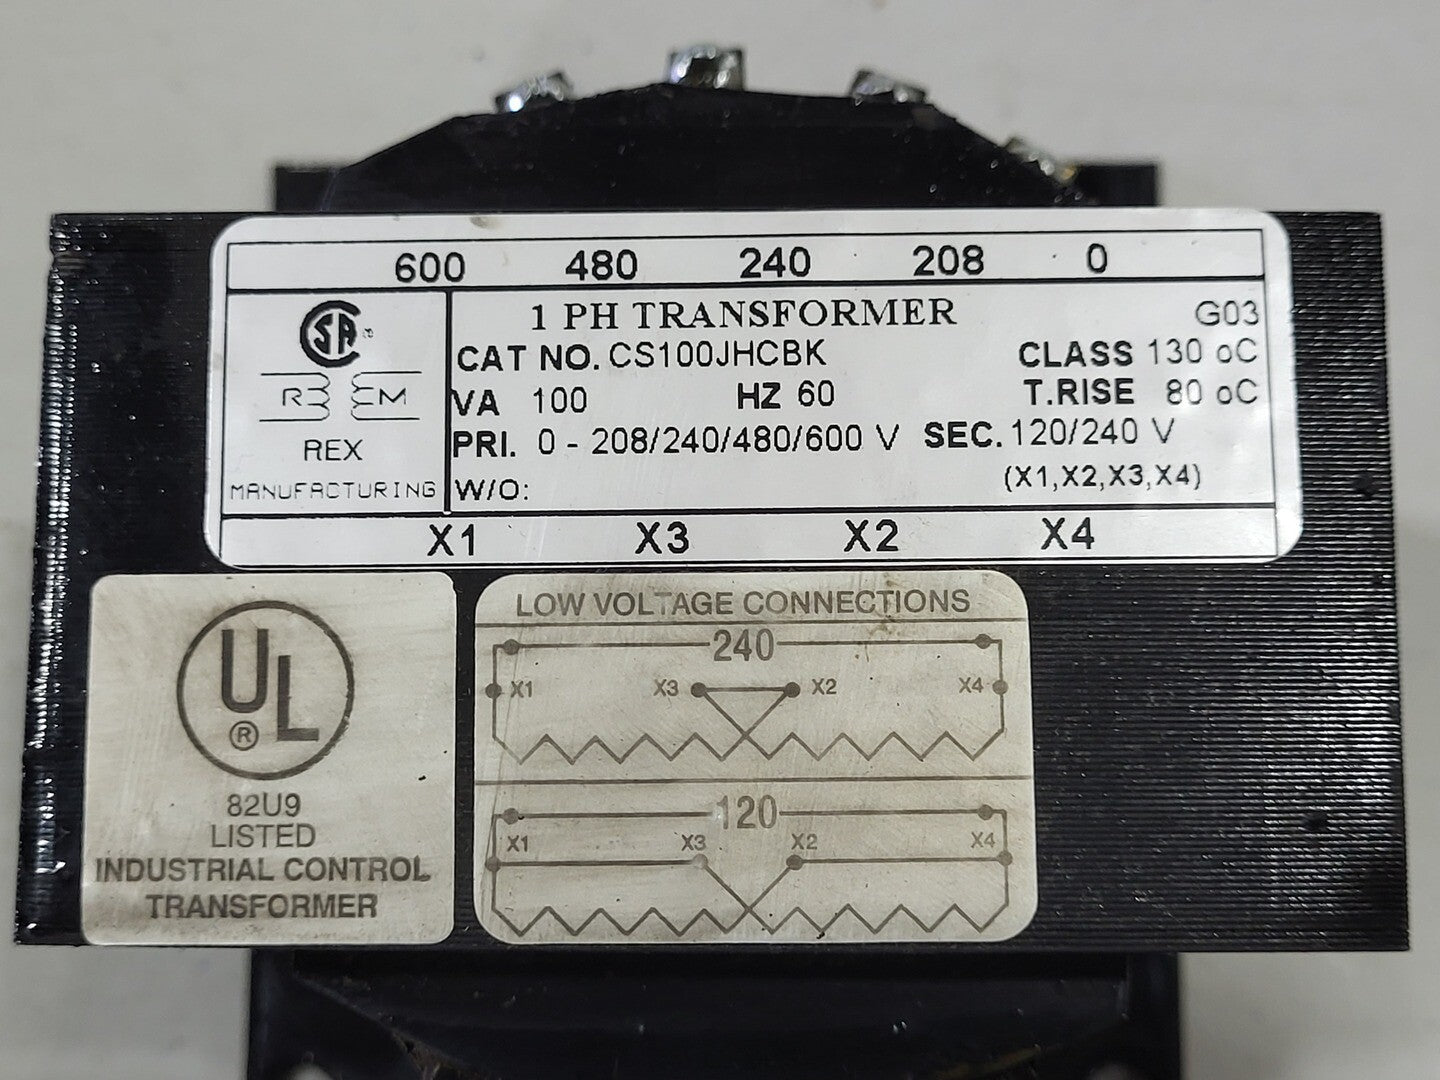 600 480 240 208 0
1 PH TRANSFORMER G03
CSA ®
CAT NO. CS100JHCBK CLASS 130 oC
VA 100 HZ 60 T.RISE 80 oC
R M
PRI. 0 - 208/240/480/600 V SEC. 120/240 V
REX
MANUFACTURING
W/O: (X1,X2,X3,X4)
X1 X3 X2 X4
UL ®
82U9
LISTED
INDUSTRIAL CONTROL
TRANSFORMER
LOW VOLTAGE CONNECTIONS
240
X1 X3 X2 X4
120
X1 X3 X2 X4